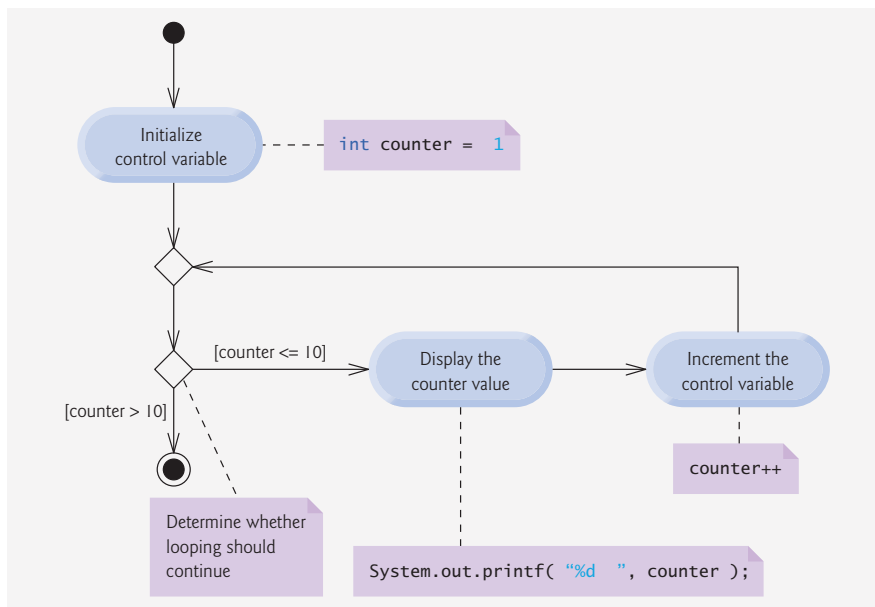 Initialize
control variable
int counter =  1
[counter <= 10]
Display the
counter value
Increment the
control variable
[counter > 10]
counter++
Determine whether
looping should
continue
System.out.printf( “%d  ”, counter );